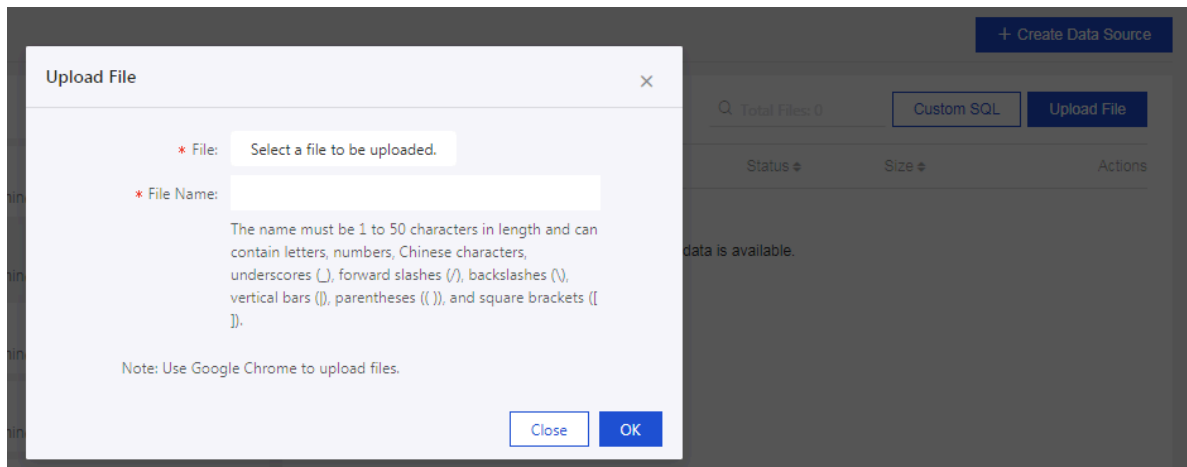 + Create Data Source
Upload File
×
Total Files: 0
Custom SQL
Upload File
* File:
Select a file to be uploaded.
Status
Size
Actions
* File Name:
The name must be 1 to 50 characters in length and can
contain letters, numbers, Chinese characters,
underscores (_), forward slashes (/), backslashes (\),
vertical bars (|), parentheses (( )), and square brackets ([
]).
data is available.
Note: Use Google Chrome to upload files.
Close
OK